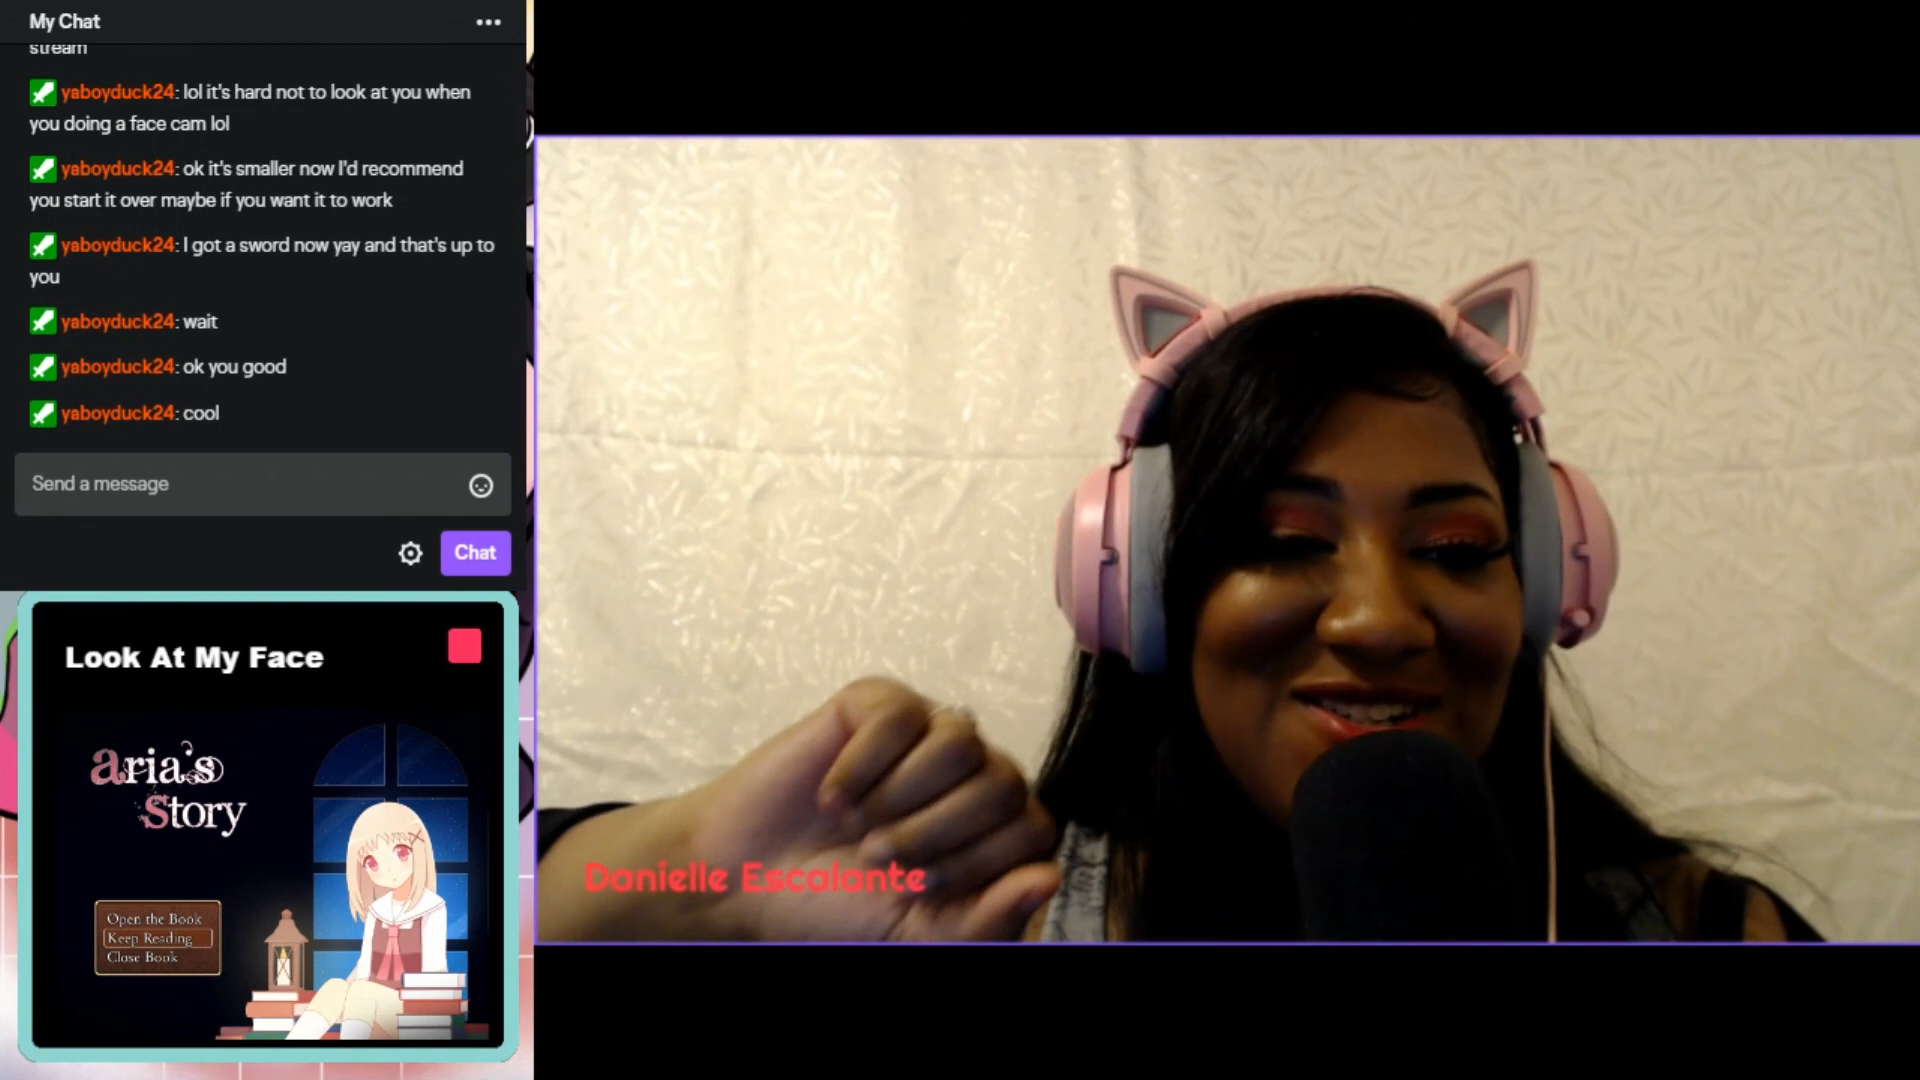 My Chat
stream
yaboyduck24: lol it's hard not to look at you when
you doing a face cam lol
yaboyduck24: ok it's smaller now I'd recommend
you start it over maybe if you want it to work
yaboyduck24: I got a sword now yay and that's up to
you
yaboyduck24: wait
yaboyduck24: ok you good
yaboyduck24: cool
Send a message
Chat
Look At My Face
aria's
Story
Open the Book
Keep Reading
Close Book
Danielle Escalante